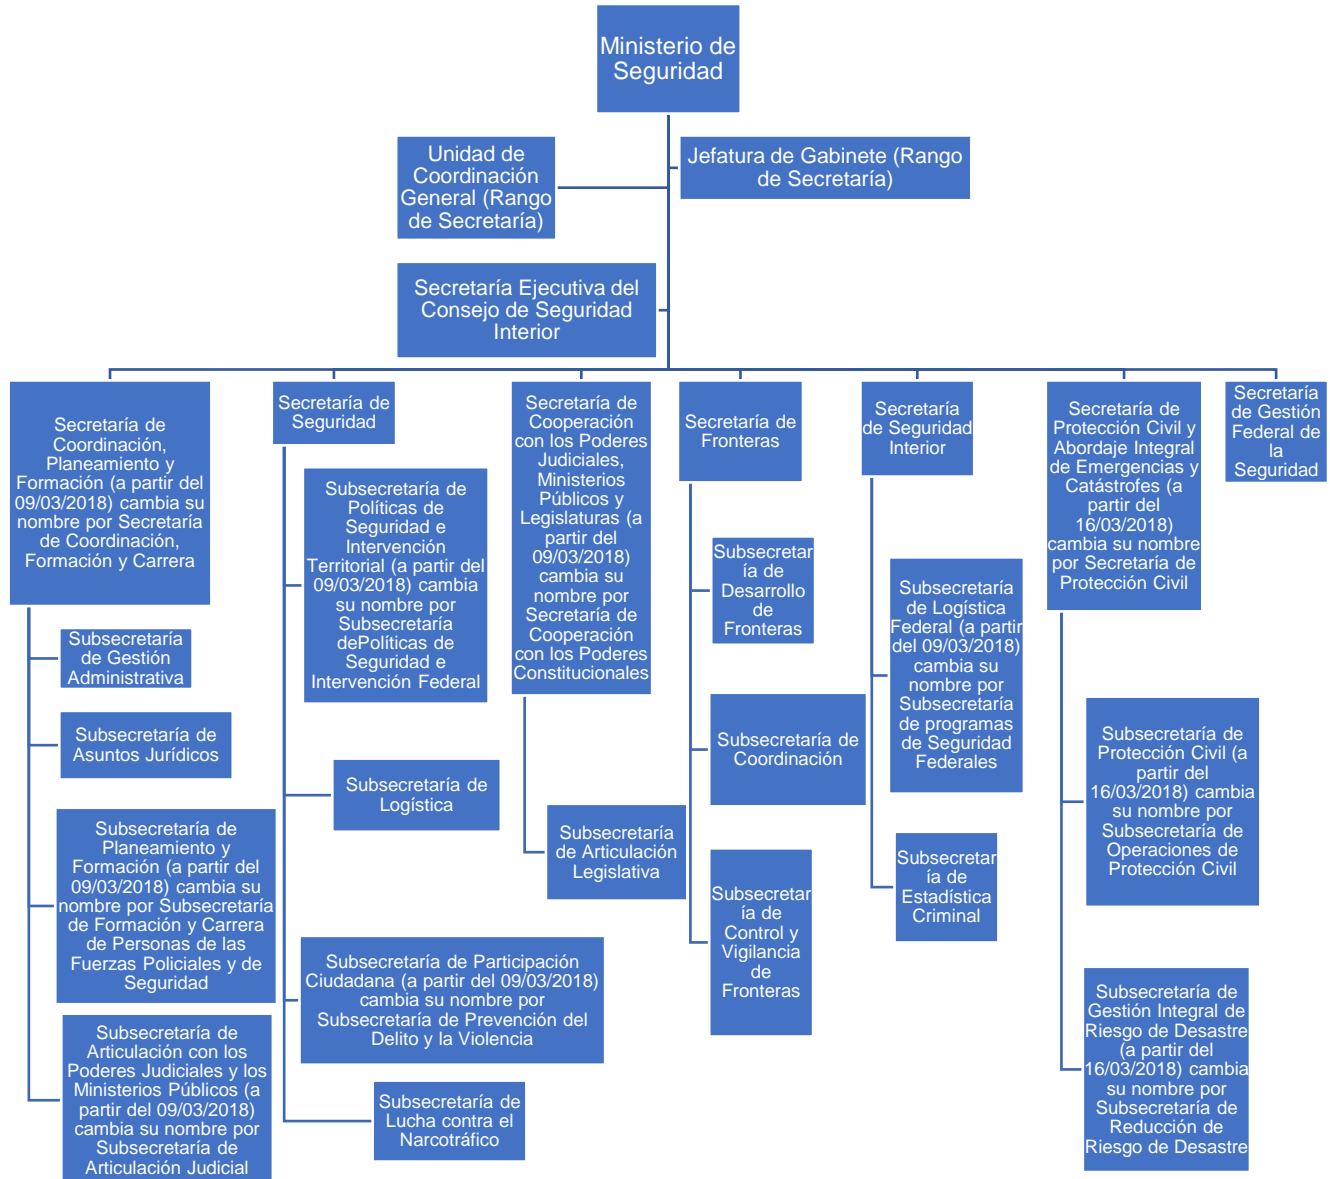 Ministerio de
Seguridad
Unidad de
Coordinación
General (Rango
de Secretaría)
Jefatura de Gabinete (Rango
de Secretaría)
Secretaría Ejecutiva del
Consejo de Seguridad
Interior
Secretaría de
Coordinación,
Planeamiento y
Formación (a partir del
09/03/2018) cambia su
nombre por Secretaría
de Coordinación,
Formación y Carrera
Subsecretaría
de Gestión
Administrativa
Subsecretaría de
Asuntos Jurídicos
Subsecretaría de
Planeamiento y
Formación (a partir del
09/03/2018) cambia su
nombre por Subsecretaría
de Formación y Carrera
de Personas de las
Fuerzas Policiales y de
Seguridad
Subsecretaría de
Articulación con los
Poderes Judiciales y los
Ministerios Públicos (a
partir del 09/03/2018)
cambia su nombre por
Subsecretaría de
Articulación Judicial
Secretaría de
Seguridad
Subsecretaría de
Políticas de
Seguridad e
Intervención
Territorial (a partir del
09/03/2018) cambia
su nombre por
Subsecretaría
dePolíticas de
Seguridad e
Intervención Federal
Subsecretaría de
Logística
Subsecretaría de Participación
Ciudadana (a partir del 09/03/2018)
cambia su nombre por
Subsecretaría de Prevención del
Delito y la Violencia
Subsecretaría de
Lucha contra el
Narcotráfico
Secretaría de
Cooperación
con los Poderes
Judiciales,
Ministerios
Públicos y
Legislaturas (a
partir del
09/03/2018)
cambia su
nombre por
Secretaría de
Cooperación
con los Poderes
Constitucionales
Subsecretaría
de Articulación
Legislativa
Secretaría de
Fronteras
Subsecretar
ía de
Desarrollo
de
Fronteras
Subsecretaría de
Coordinación
Subsecretar
ía de
Control y
Vigilancia
de
Fronteras
Secretaría
de Seguridad
Interior
Subsecretaría
de Logística
Federal (a partir
del 09/03/2018)
cambia su
nombre por
Subsecretaría
de programas
de Seguridad
Federales
Subsecretar
ía de
Estadística
Criminal
Secretaría de
Protección Civil y
Abordaje Integral
de Emergencias y
Catástrofes (a
partir del
16/03/2018)
cambia su nombre
por Secretaría de
Protección Civil
Subsecretaría de
Protección Civil (a
partir del
16/03/2018) cambia
su nombre por
Subsecretaría de
Operaciones de
Protección Civil
Subsecretaría de
Gestión Integral de
Riesgo de Desastre
(a partir del
16/03/2018) cambia
su nombre por
Subsecretaría de
Reducción de
Riesgo de Desastre
Secretaría
de Gestión
Federal de
la
Seguridad